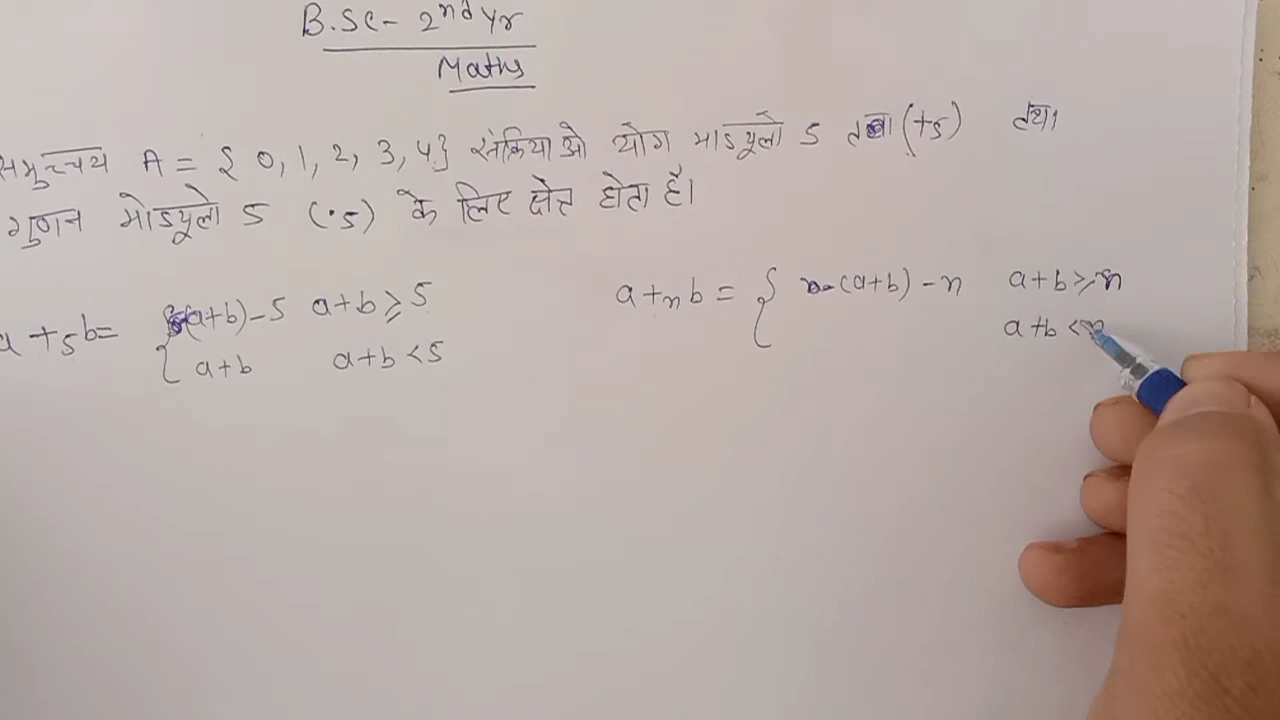 B.Sc- 2nd Yr
Maths
समुच्चय A = { 0, 1, 2, 3, 4} संक्रियाओ योग माड्यूलो 5 (+5) तथा
गुणन मोड्यूलो 5 (·5) के लिए क्षेत्र होता है।
a +5 b = { (a+b)-5 a+b ≥ 5
a+b a+b < 5
a +n b = { (a+b) - n a+b ≥ n
a+b <